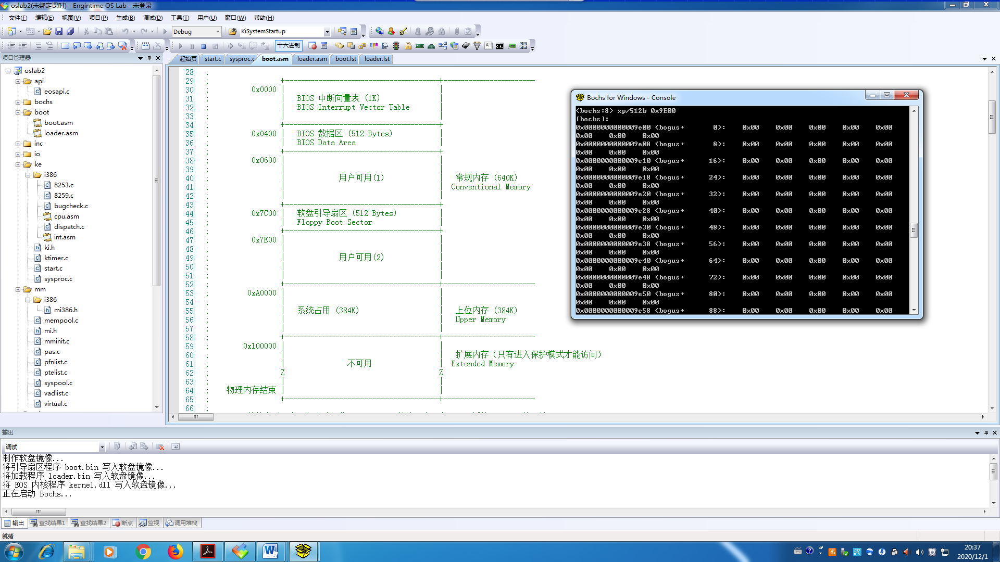 oslab2(未绑定课时) - Engintime OS Lab - 未登录
文件(F) 编辑(E) 视图(V) 项目(P) 生成(B) 调试(D) 工具(T) 用户(U) 窗口(W) 帮助(H)
Debug KiSystemStartup
十六进制
项目管理器
起始页 start.c sysproc.c boot.asm loader.asm boot.lst loader.lst
oslab2
api
eosapi.c
bochs
boot
boot.asm
loader.asm
inc
io
ke
i386
8253.c
8259.c
bugcheck.c
cpu.asm
dispatch.c
int.asm
ki.h
ktimer.c
start.c
sysproc.c
mm
i386
mi386.h
mempool.c
mi.h
mminit.c
pas.c
pfnlist.c
ptelist.c
syspool.c
vadlist.c
virtual.c
28 ;
29 ; +--------------------------------------+----------------------
30 ; 0x0000 | |
31 ; | BIOS 中断向量表 (1K) |
32 ; | BIOS Interrupt Vector Table |
33 ; | |
34 ; +--------------------------------------+
35 ; 0x0400 | BIOS 数据区 (512 Bytes) |
36 ; | BIOS Data Area |
37 ; +--------------------------------------+
38 ; 0x0600 | |
39 ; | |
40 ; | 用户可用(1) | 常规内存 (640K)
41 ; | | Conventional Memory
42 ; | |
43 ; +--------------------------------------+
44 ; 0x7C00 | 软盘引导扇区 (512 Bytes) |
45 ; | Floppy Boot Sector |
46 ; +--------------------------------------+
47 ; 0x7E00 | |
48 ; | |
49 ; | 用户可用(2) |
50 ; | |
51 ; | |
52 ; +--------------------------------------+----------------------
53 ; 0xA0000 | |
54 ; | |
55 ; | 系统占用 (384K) | 上位内存 (384K)
56 ; | | Upper Memory
57 ; | |
58 ; +--------------------------------------+----------------------
59 ; 0x100000 | |
60 ; | | 扩展内存 (只有进入保护模式才能访问)
61 ; | 不可用 | Extended Memory
62 ; Z Z
63 ; | |
64 ; 物理内存结束 | |
65 ; +--------------------------------------+----------------------
66 ;
Bochs for Windows - Console
<bochs:8> xp/512b 0x9E00
[bochs]:
0x0000000000009e00 <bogus+ 0>: 0x00 0x00 0x00 0x00 0x00
0x00 0x00 0x00
0x0000000000009e08 <bogus+ 8>: 0x00 0x00 0x00 0x00 0x00
0x00 0x00 0x00
0x0000000000009e10 <bogus+ 16>: 0x00 0x00 0x00 0x00 0x00
0x00 0x00 0x00
0x0000000000009e18 <bogus+ 24>: 0x00 0x00 0x00 0x00 0x00
0x00 0x00 0x00
0x0000000000009e20 <bogus+ 32>: 0x00 0x00 0x00 0x00 0x00
0x00 0x00 0x00
0x0000000000009e28 <bogus+ 40>: 0x00 0x00 0x00 0x00 0x00
0x00 0x00 0x00
0x0000000000009e30 <bogus+ 48>: 0x00 0x00 0x00 0x00 0x00
0x00 0x00 0x00
0x0000000000009e38 <bogus+ 56>: 0x00 0x00 0x00 0x00 0x00
0x00 0x00 0x00
0x0000000000009e40 <bogus+ 64>: 0x00 0x00 0x00 0x00 0x00
0x00 0x00 0x00
0x0000000000009e48 <bogus+ 72>: 0x00 0x00 0x00 0x00 0x00
0x00 0x00 0x00
0x0000000000009e50 <bogus+ 80>: 0x00 0x00 0x00 0x00 0x00
0x00 0x00 0x00
0x0000000000009e58 <bogus+ 88>: 0x00 0x00 0x00 0x00 0x00
输出
调试
制作软盘镜像...
将引导扇区程序 boot.bin 写入软盘镜像...
将加载程序 loader.bin 写入软盘镜像...
将 EOS 内核程序 kernel.dll 写入软盘镜像...
正在启动 Bochs...
输出 查找结果1 查找结果2 断点 监视 调用堆栈
就绪
20:37
2020/12/1